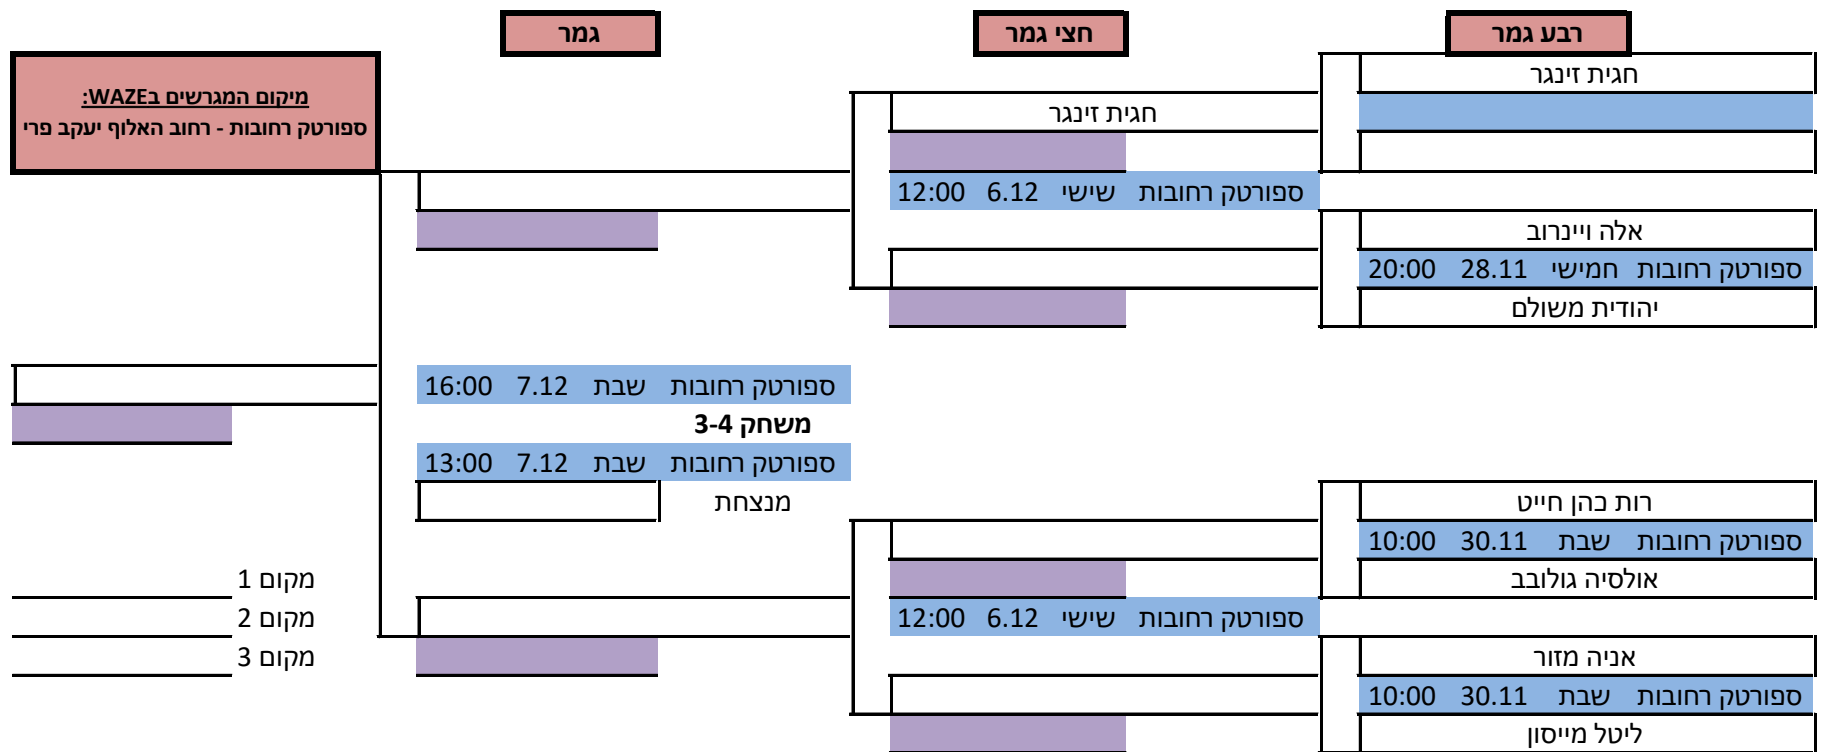 רבע גמר
חצי גמר
גמר
מיקום המגרשים בWAZE:
ספורטק רחובות - רחוב האלוף יעקב פרי
חגית זינגר
חגית זינגר
ספורטק רחובות שישי 6.12 12:00
אלה ויינרוב
ספורטק רחובות חמישי 28.11 20:00
יהודית משולם
ספורטק רחובות שבת 7.12 16:00
משחק 3-4
ספורטק רחובות שבת 7.12 13:00
מנצחת
רות כהן חייט
ספורטק רחובות שבת 30.11 10:00
אולסיה גולובב
מקום 1
ספורטק רחובות שישי 6.12 12:00
מקום 2
אניה מזור
מקום 3
ספורטק רחובות שבת 30.11 10:00
ליטל מייסון